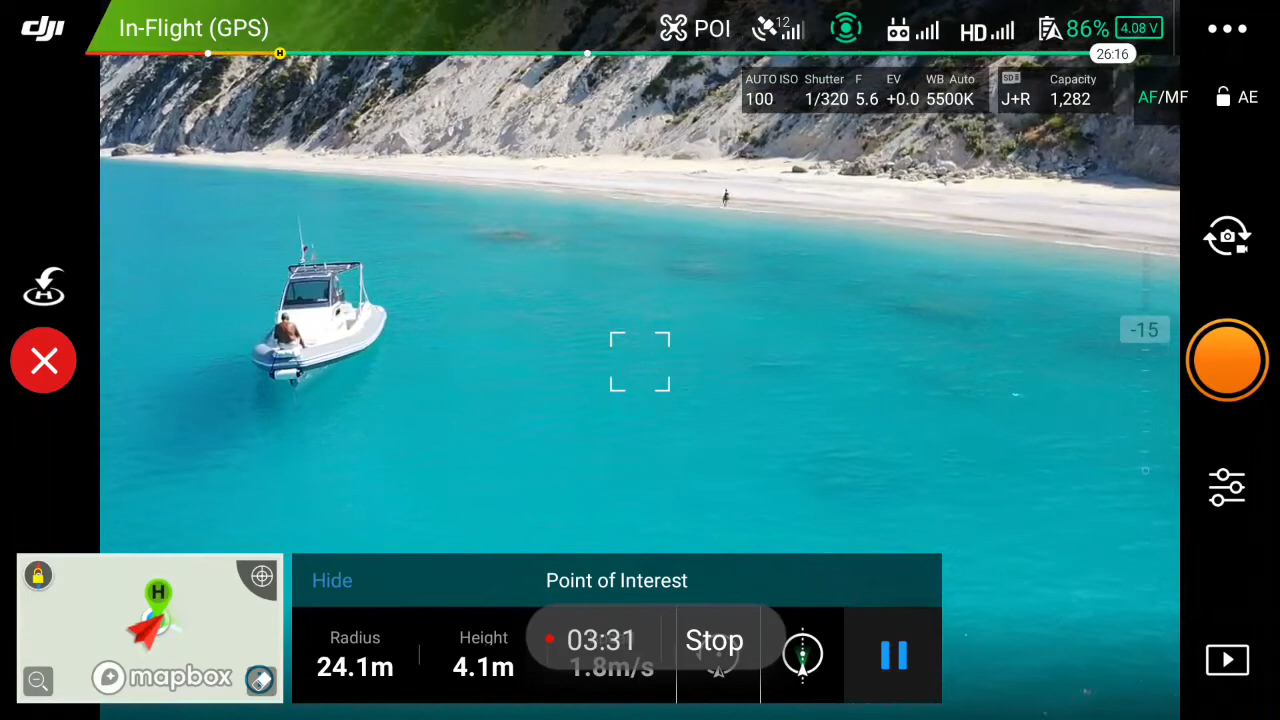 dji
In-Flight (GPS)
POI
12
HD
86%
4.08 V
H
26:16
AUTO ISO Shutter F EV WB Auto
100 1/320 5.6 +0.0 5500K
SD
J+R
Capacity
1,282
AF/MF
AE
H
-15
Hide
Point of Interest
H
mapbox
Radius
24.1m
Height
4.1m
1.8m/s
03:31
Stop